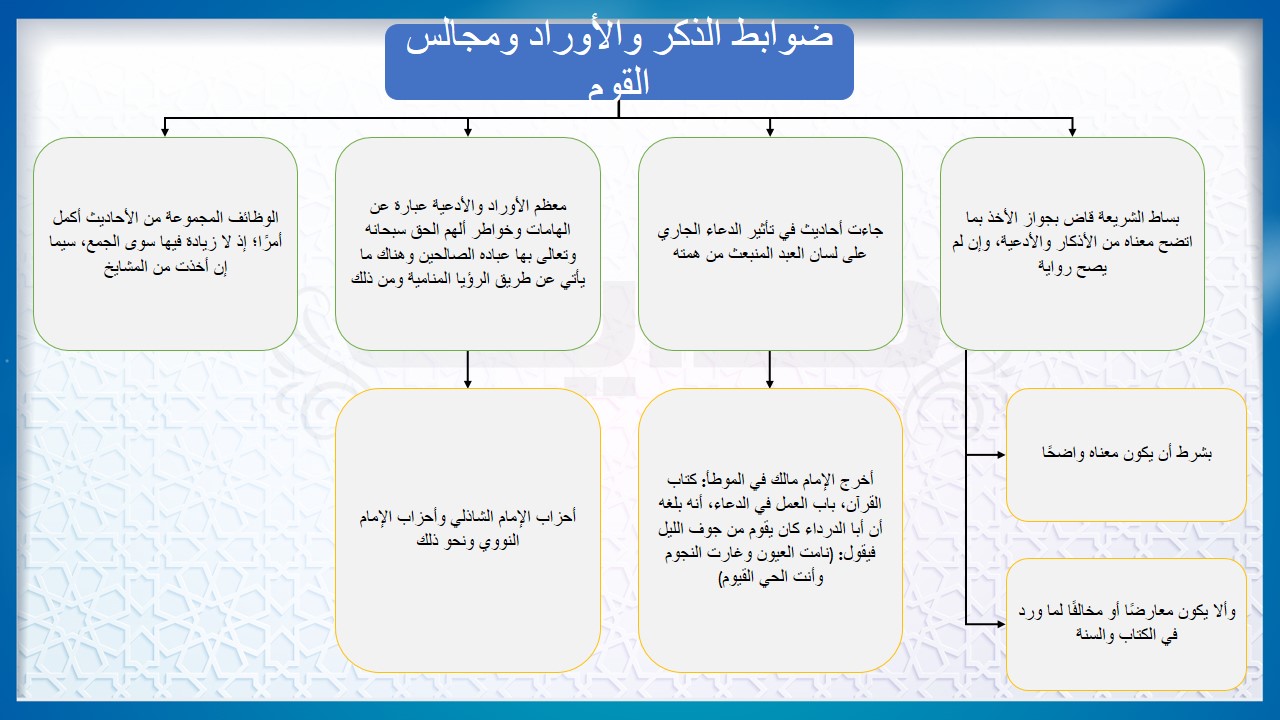 ضوابط الذكر والأوراد ومجالس
القوم
بساط الشريعة قاض بجواز الأخذ بما
اتضح معناه من الأذكار والأدعية، وإن لم
يصح رواية
بشرط أن يكون معناه واضحًا
وألا يكون معارضًا أو مخالفًا لما ورد
في الكتاب والسنة
جاءت أحاديث في تأثير الدعاء الجاري
على لسان العبد المنبعث من همته
أخرج الإمام مالك في الموطأ: كتاب
القرآن، باب العمل في الدعاء، أنه بلغه
أن أبا الدرداء كان يقوم من جوف الليل
فيقول: (نامت العيون وغارت النجوم
وأنت الحي القيوم)
معظم الأوراد والأدعية عبارة عن
الهامات وخواطر ألهم الحق سبحانه
وتعالى بها عباده الصالحين وهناك ما
يأتي عن طريق الرؤيا المنامية ومن ذلك
أحزاب الإمام الشاذلي وأحزاب الإمام
النووي ونحو ذلك
الوظائف المجموعة من الأحاديث أكمل
أمرًا؛ إذ لا زيادة فيها سوى الجمع، سيما
إن أخذت من المشايخ